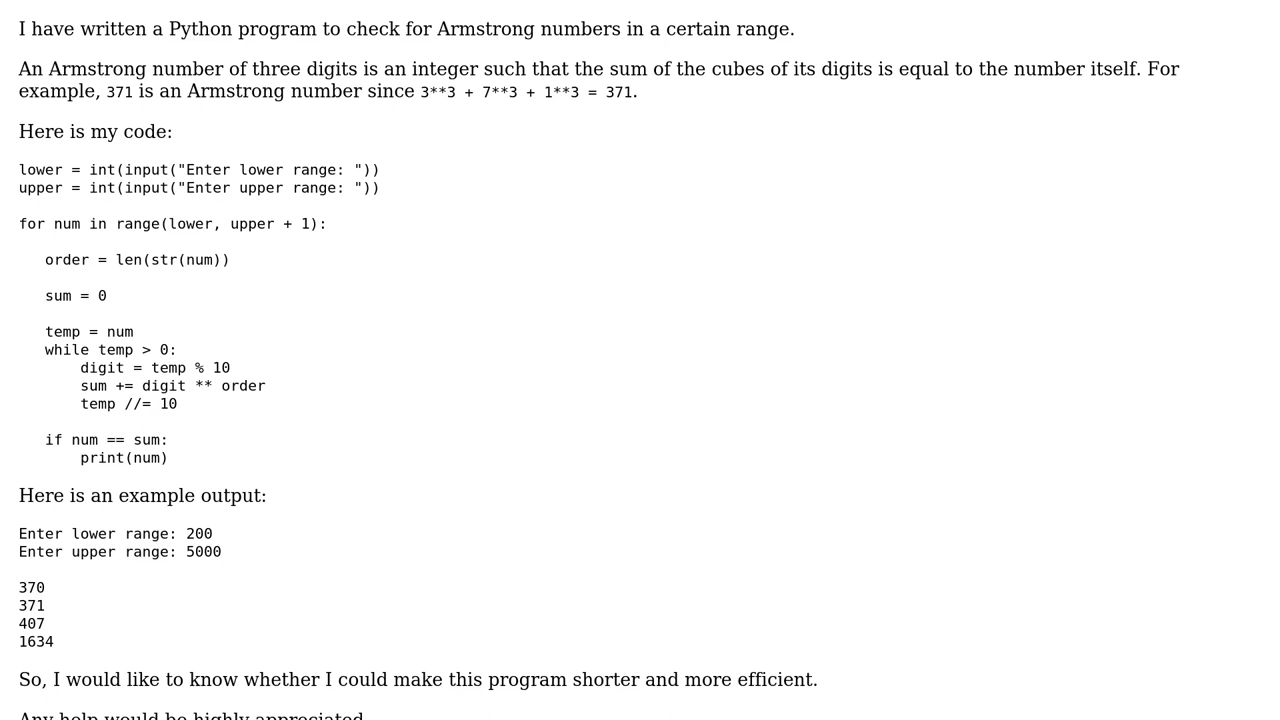 I have written a Python program to check for Armstrong numbers in a certain range.
An Armstrong number of three digits is an integer such that the sum of the cubes of its digits is equal to the number itself. For
example, 371 is an Armstrong number since 3**3 + 7**3 + 1**3 = 371.
Here is my code:
lower = int(input("Enter lower range: "))
upper = int(input("Enter upper range: "))
for num in range(lower, upper + 1):
   order = len(str(num))
   sum = 0
   temp = num
   while temp > 0:
       digit = temp % 10
       sum += digit ** order
       temp //= 10
   if num == sum:
       print(num)
Here is an example output:
Enter lower range: 200
Enter upper range: 5000
370
371
407
1634
So, I would like to know whether I could make this program shorter and more efficient.
Any help would be highly appreciated